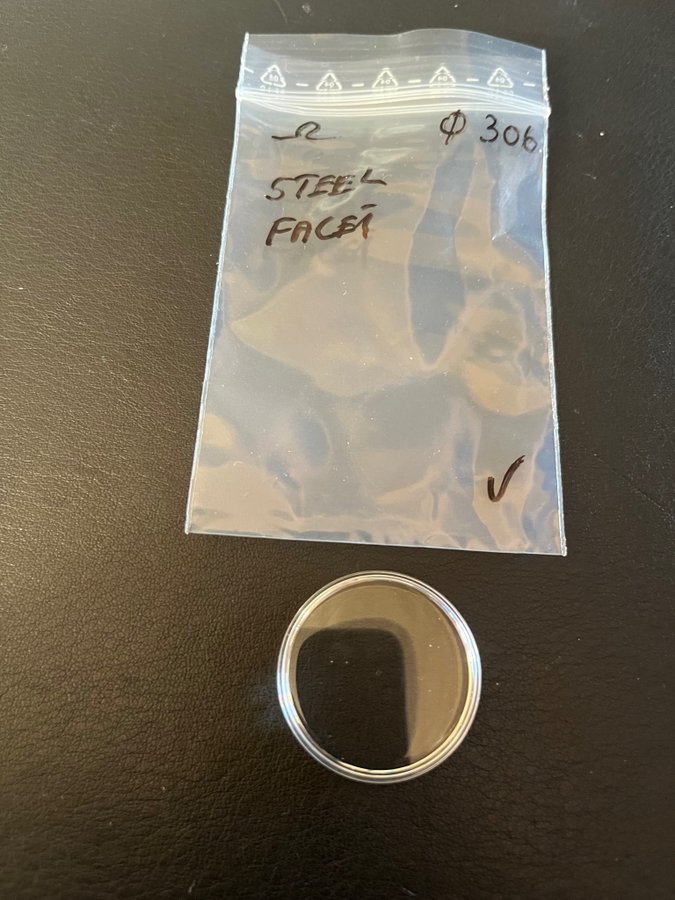 Ω Φ 306
STEEL
FACET
✓